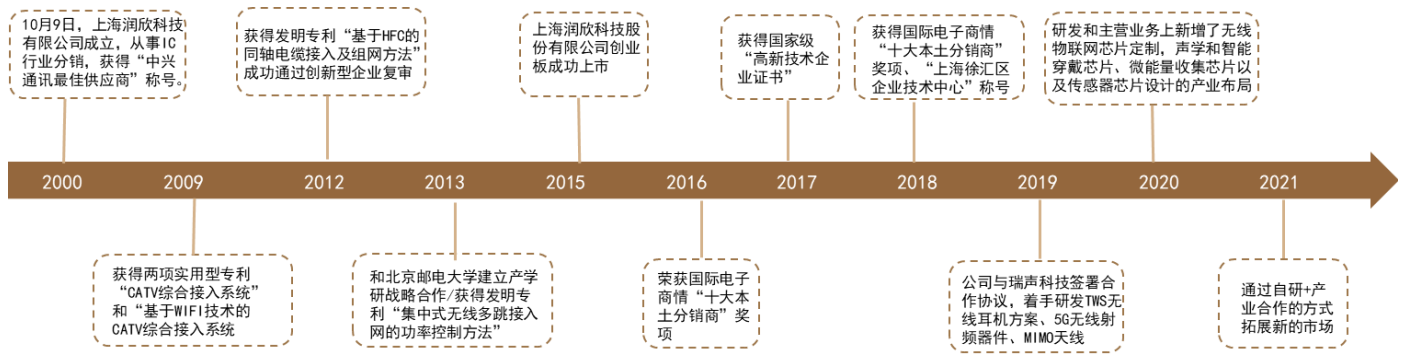 10月9日，上海润欣科技
有限公司成立，从事IC
行业分销，获得“中兴
通讯最佳供应商”称号。
获得发明专利“基于HFC的
同轴电缆接入及组网方法”
成功通过创新型企业复审
上海润欣科技股
份有限公司创业
板成功上市
获得国家级
“高新技术企
业证书”
获得国际电子商情
“十大本土分销商”
奖项、“上海徐汇区
企业技术中心”称号
研发和主营业务上新增了无线
物联网芯片定制，声学和智能
穿戴芯片、微能量收集芯片以
及传感器芯片设计的产业布局
2000 2009 2012 2013 2015 2016 2017 2018 2019 2020 2021
获得两项实用型专利
“CATV综合接入系统”
和“基于WIFI技术的
CATV综合接入系统
和北京邮电大学建立产学
研战略合作/获得发明专
利“集中式无线多跳接入
网的功率控制方法”
荣获国际电子
商情“十大本
土分销商”奖
项
公司与瑞声科技签署合
作协议，着手研发TWS无
线耳机方案、5G无线射
频器件、MIMO天线
通过自研+产
业合作的方式
拓展新的市场